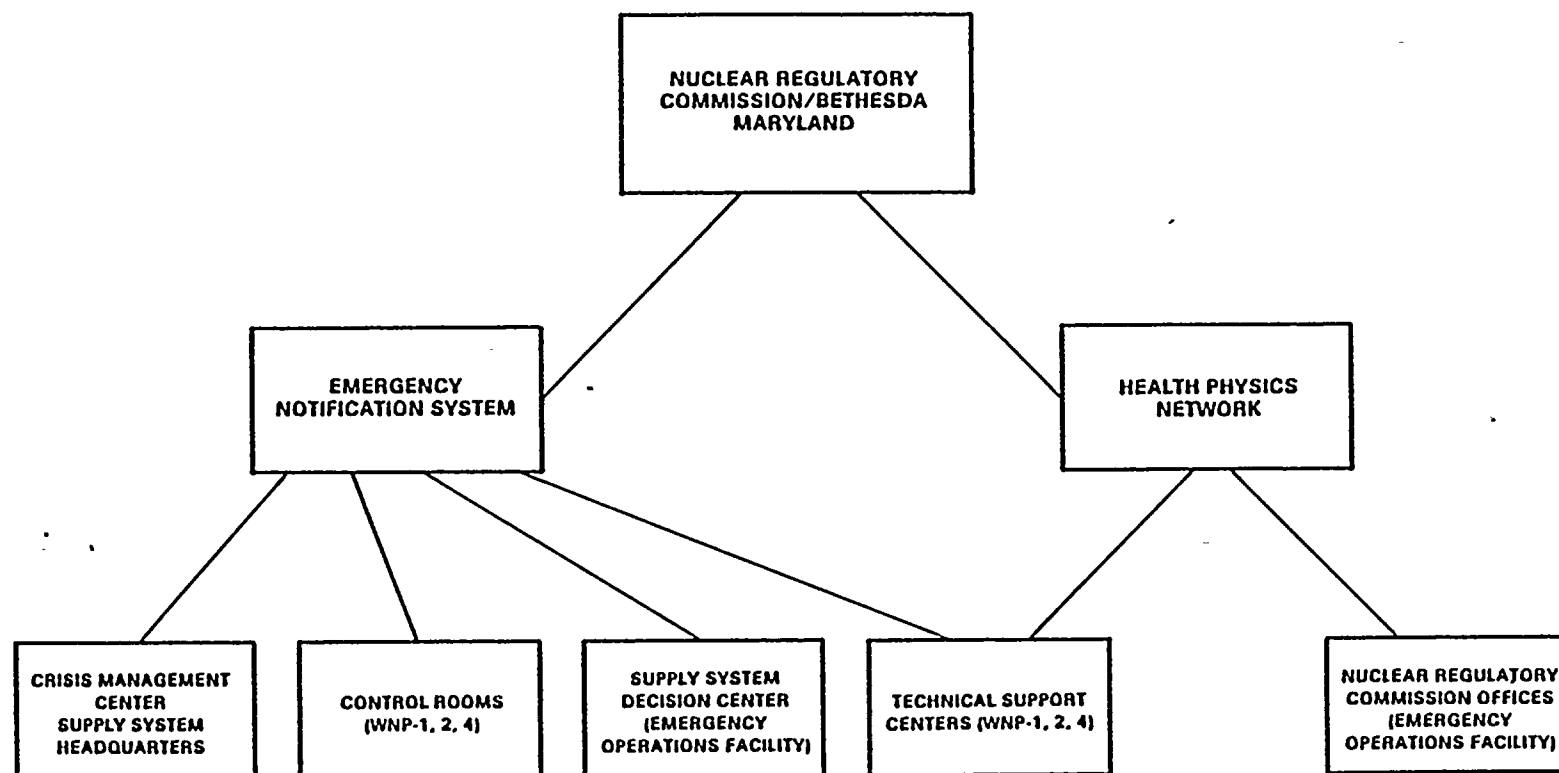 NUCLEAR REGULATORY
COMMISSION/BETHESDA
MARYLAND
EMERGENCY
NOTIFICATION SYSTEM
HEALTH PHYSICS
NETWORK
CRISIS MANAGEMENT
CENTER
SUPPLY SYSTEM
HEADQUARTERS
CONTROL ROOMS
(WNP-1, 2, 4)
SUPPLY SYSTEM
DECISION CENTER
(EMERGENCY
OPERATIONS FACILITY)
TECHNICAL SUPPORT
CENTERS (WNP-1, 2, 4)
NUCLEAR REGULATORY
COMMISSION OFFICES
(EMERGENCY
OPERATIONS FACILITY)